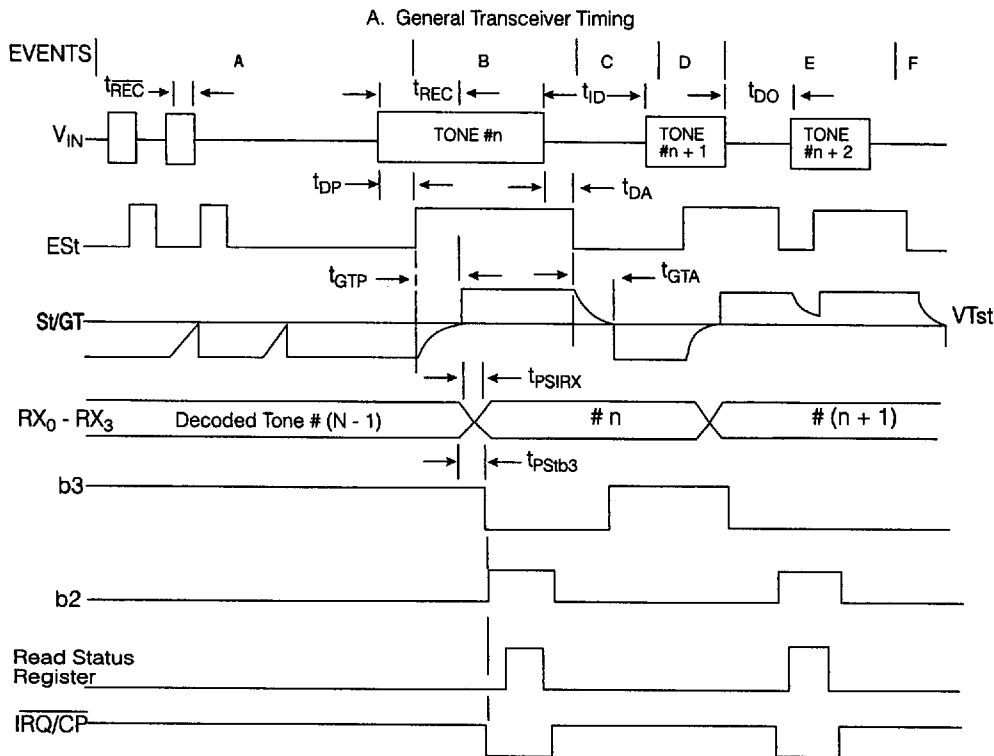 A. General Transceiver Timing
EVENTS A B C D E F
tREC tREC tID tDO
VIN TONE #n TONE #n + 1 TONE #n + 2
tDP tDA
ESt
tGTP tGTA
St/GT VTst
tPSIRX
RX0 - RX3 Decoded Tone # (N - 1) # n # (n + 1)
tPStb3
b3
b2
Read Status
Register
IRQ/CP